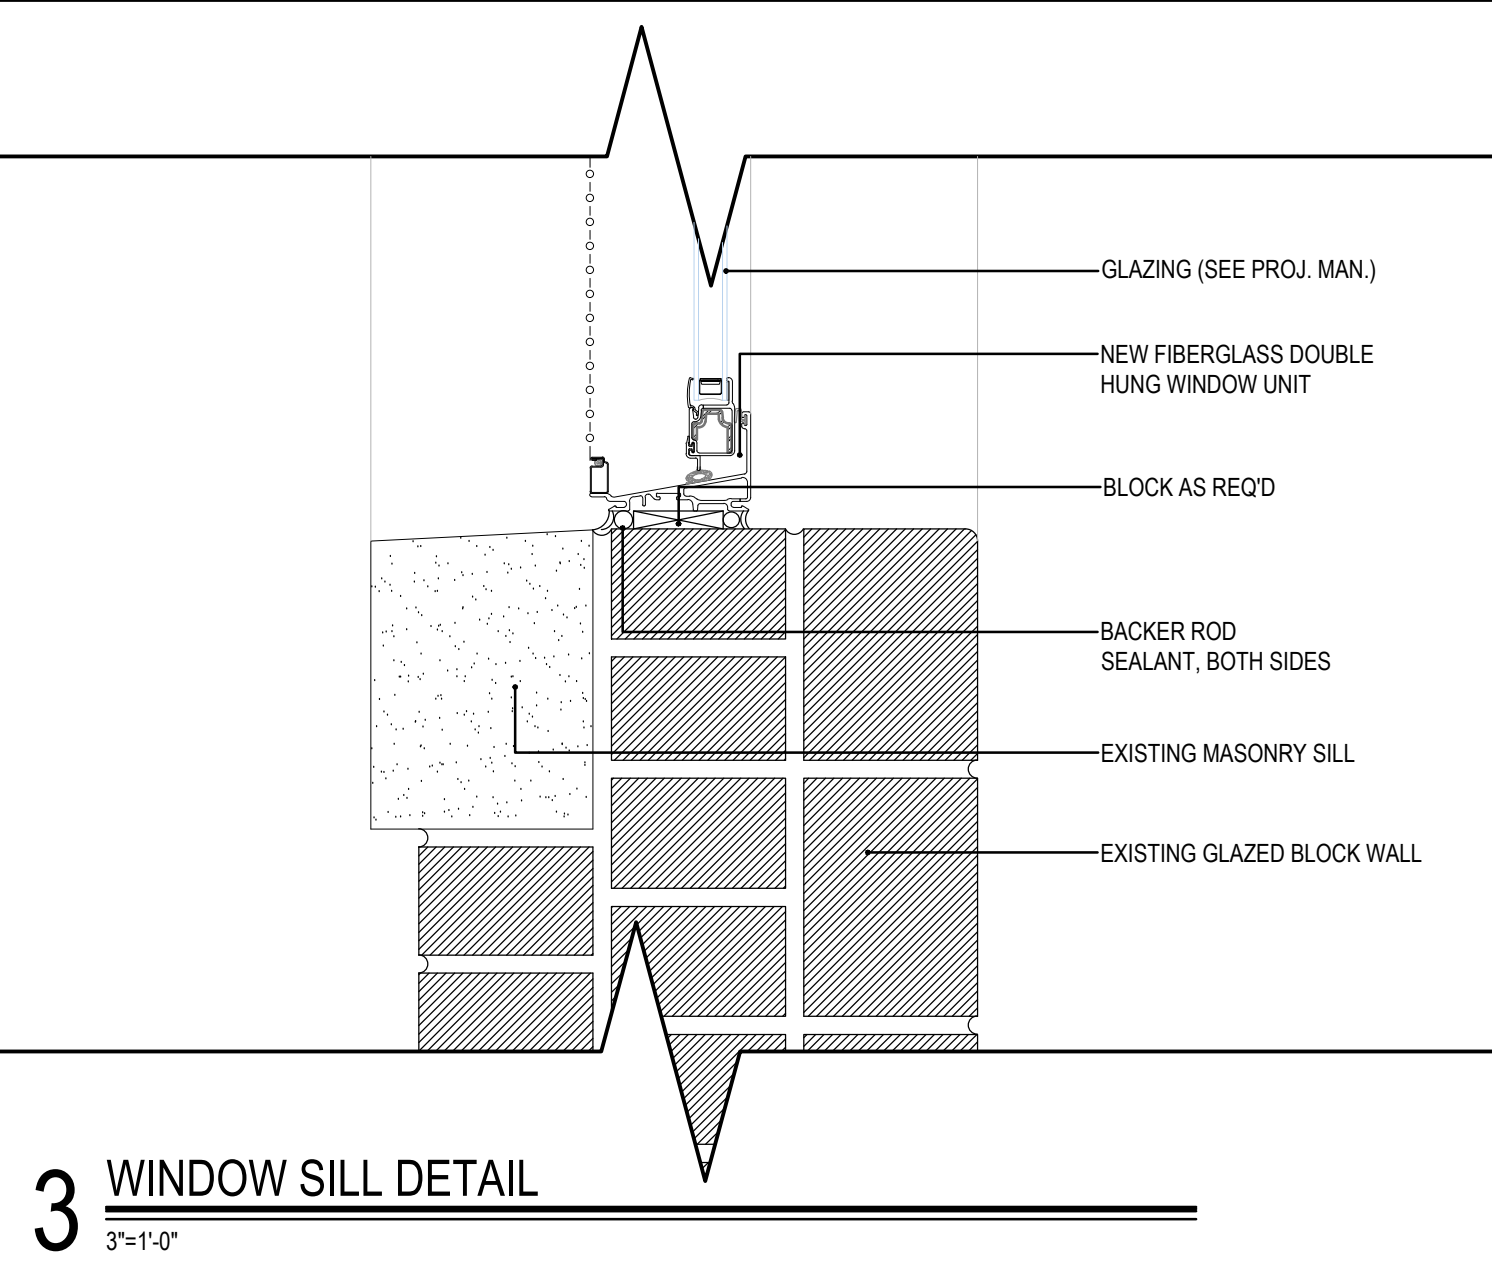 GLAZING (SEE PROJ. MAN.)
NEW FIBERGLASS DOUBLE
HUNG WINDOW UNIT
BLOCK AS REQ'D
BACKER ROD
SEALANT, BOTH SIDES
EXISTING MASONRY SILL
EXISTING GLAZED BLOCK WALL
3
WINDOW SILL DETAIL
3"=1'-0"